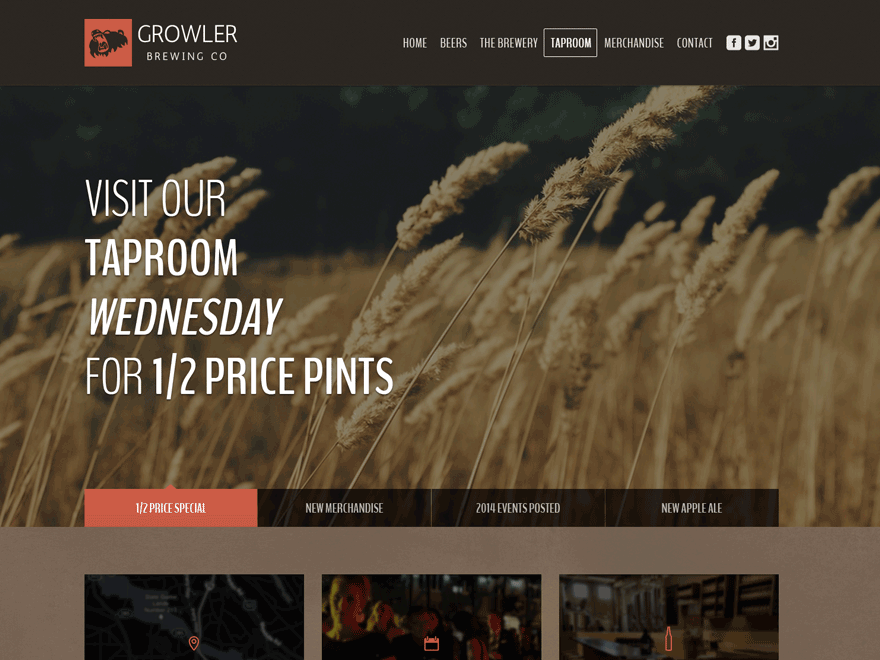 GROWLER
BREWING CO
HOME BEERS THE BREWERY TAPROOM MERCHANDISE CONTACT
VISIT OUR
TAPROOM
WEDNESDAY
FOR 1/2 PRICE PINTS
1/2 PRICE SPECIAL NEW MERCHANDISE 2014 EVENTS POSTED NEW APPLE ALE